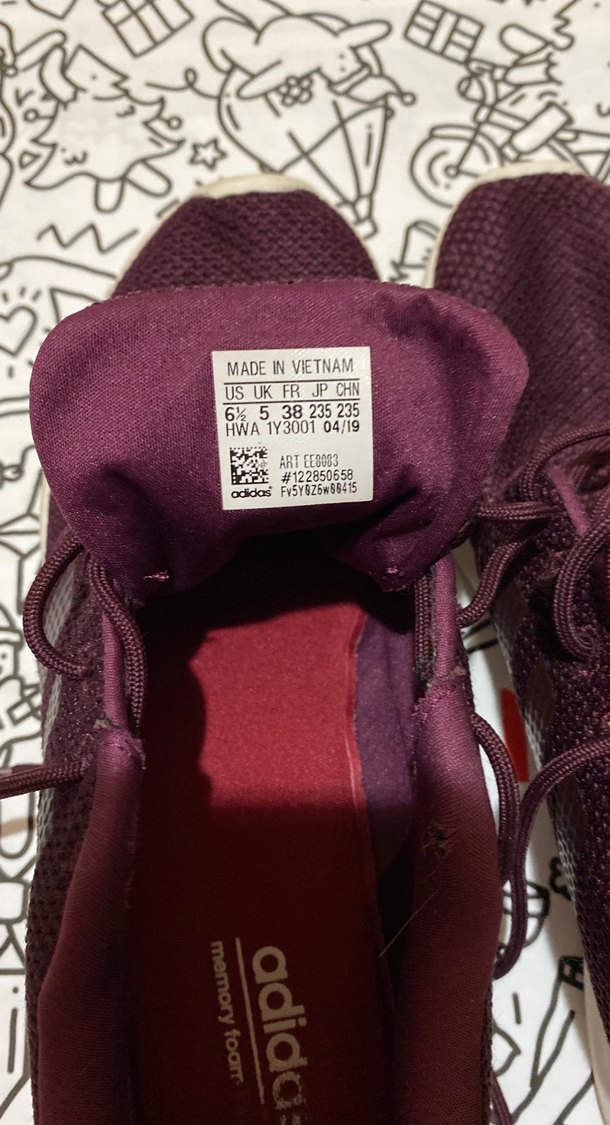 MADE IN VIETNAM
US UK FR JP CHN
6½ 5 38 235 235
HWA 1Y3001 04/19
ART EE8083
#122850658
adidas Fv5Y0Z6w00415
adidas
memory foam